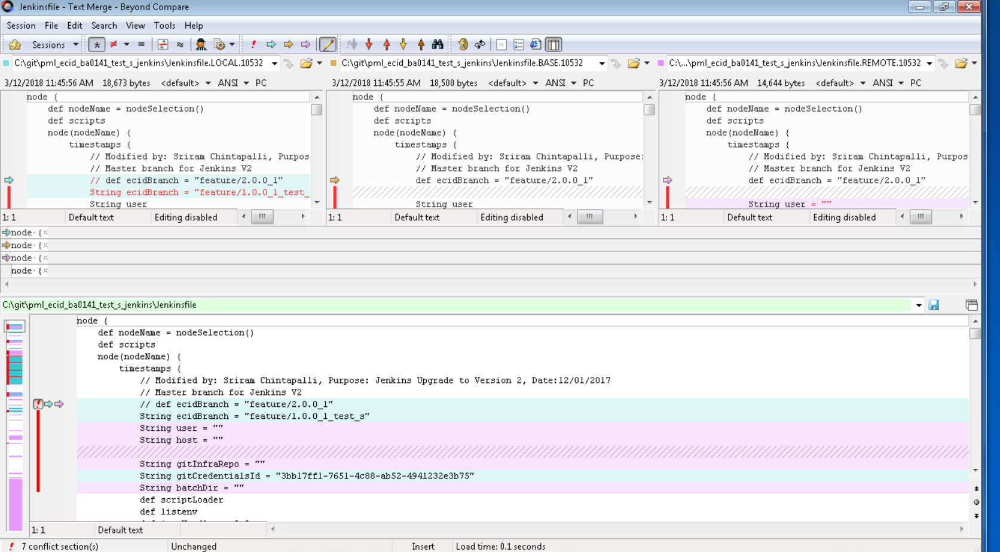 Jenkinsfile - Text Merge - Beyond Compare
Session File Edit Search View Tools Help
Sessions
C:\git\pml_ecid_ba0141_test_s_jenkins\Jenkinsfile.LOCAL.10532
C:\git\pml_ecid_ba0141_test_s_jenkins\Jenkinsfile.BASE.10532
C:\...\pml_ecid_ba0141_test_s_jenkins\Jenkinsfile.REMOTE.10532
3/12/2018 11:45:56 AM 18,673 bytes <default> ANSI PC
3/12/2018 11:45:55 AM 18,500 bytes <default> ANSI PC
3/12/2018 11:45:56 AM 14,644 bytes <default> ANSI PC
node {
def nodeName = nodeSelection()
def scripts
node(nodeName) {
timestamps {
// Modified by: Sriram Chintapalli, Purpos
// Master branch for Jenkins V2
// def ecidBranch = "feature/2.0.0_1"
String ecidBranch = "feature/1.0.0_1_test_
String user
1: 1 Default text Editing disabled
node {
def nodeName = nodeSelection()
def scripts
node(nodeName) {
timestamps {
// Modified by: Sriram Chintapalli, Purpose:
// Master branch for Jenkins V2
def ecidBranch = "feature/2.0.0_1"
String user
1: 1 Default text Editing disabled
node {
def nodeName = nodeSelection()
def scripts
node(nodeName) {
timestamps {
// Modified by: Sriram Chintapalli, Purpos
// Master branch for Jenkins V2
def ecidBranch = "feature/2.0.0_1"
String user = ""
1: 1 Default text Editing disabled
node·{¤
node·{¤
node·{¤
node·{¤
C:\git\pml_ecid_ba0141_test_s_jenkins\Jenkinsfile
node {
def nodeName = nodeSelection()
def scripts
node(nodeName) {
timestamps {
// Modified by: Sriram Chintapalli, Purpose: Jenkins Upgrade to Version 2, Date:12/01/2017
// Master branch for Jenkins V2
// def ecidBranch = "feature/2.0.0_1"
String ecidBranch = "feature/1.0.0_1_test_s"
String user = ""
String host = ""
String gitInfraRepo = ""
String gitCredentialsId = "3bb17ff1-7651-4c88-ab52-4941232e3b75"
String batchDir = ""
def scriptLoader
def listenv
1: 1 Default text
7 conflict section(s) Unchanged Insert Load time: 0.1 seconds